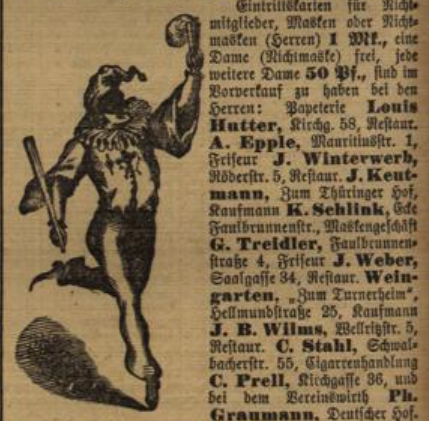 Eintrittskarten für Nicht-
mitglieder, Masken oder Nicht-
masken (Herren) 1 Mk., eine
Dame (Nichtmaske) frei, jede
weitere Dame 50 Pf., sind im
Vorverkauf zu haben bei den
Herren: Papeterie Louis
Hutter, Kirchg. 58, Restaur.
A. Epple, Mauritiusstr. 1,
Friseur J. Winterwerb,
Röderstr. 5, Restaur. J. Keut-
mann, Zum Thüringer Hof,
Kaufmann K. Schlink, Ecke
Faulbrunnenstr., Maskengeschäft
G. Treidler, Faulbrunnen-
straße 4, Friseur J. Weber,
Saalgasse 34, Restaur. Wein-
garten, „Zum Turnerheim“,
Hellmundstraße 25, Kaufmann
J. B. Wilms, Wellritzstr. 5,
Restaur. C. Stahl, Schwal-
bacherstr. 55, Cigarrenhandlung
C. Prell, Kirchgasse 36, und
bei dem Vereinswirth Ph.
Graumann, Deutscher Hof.